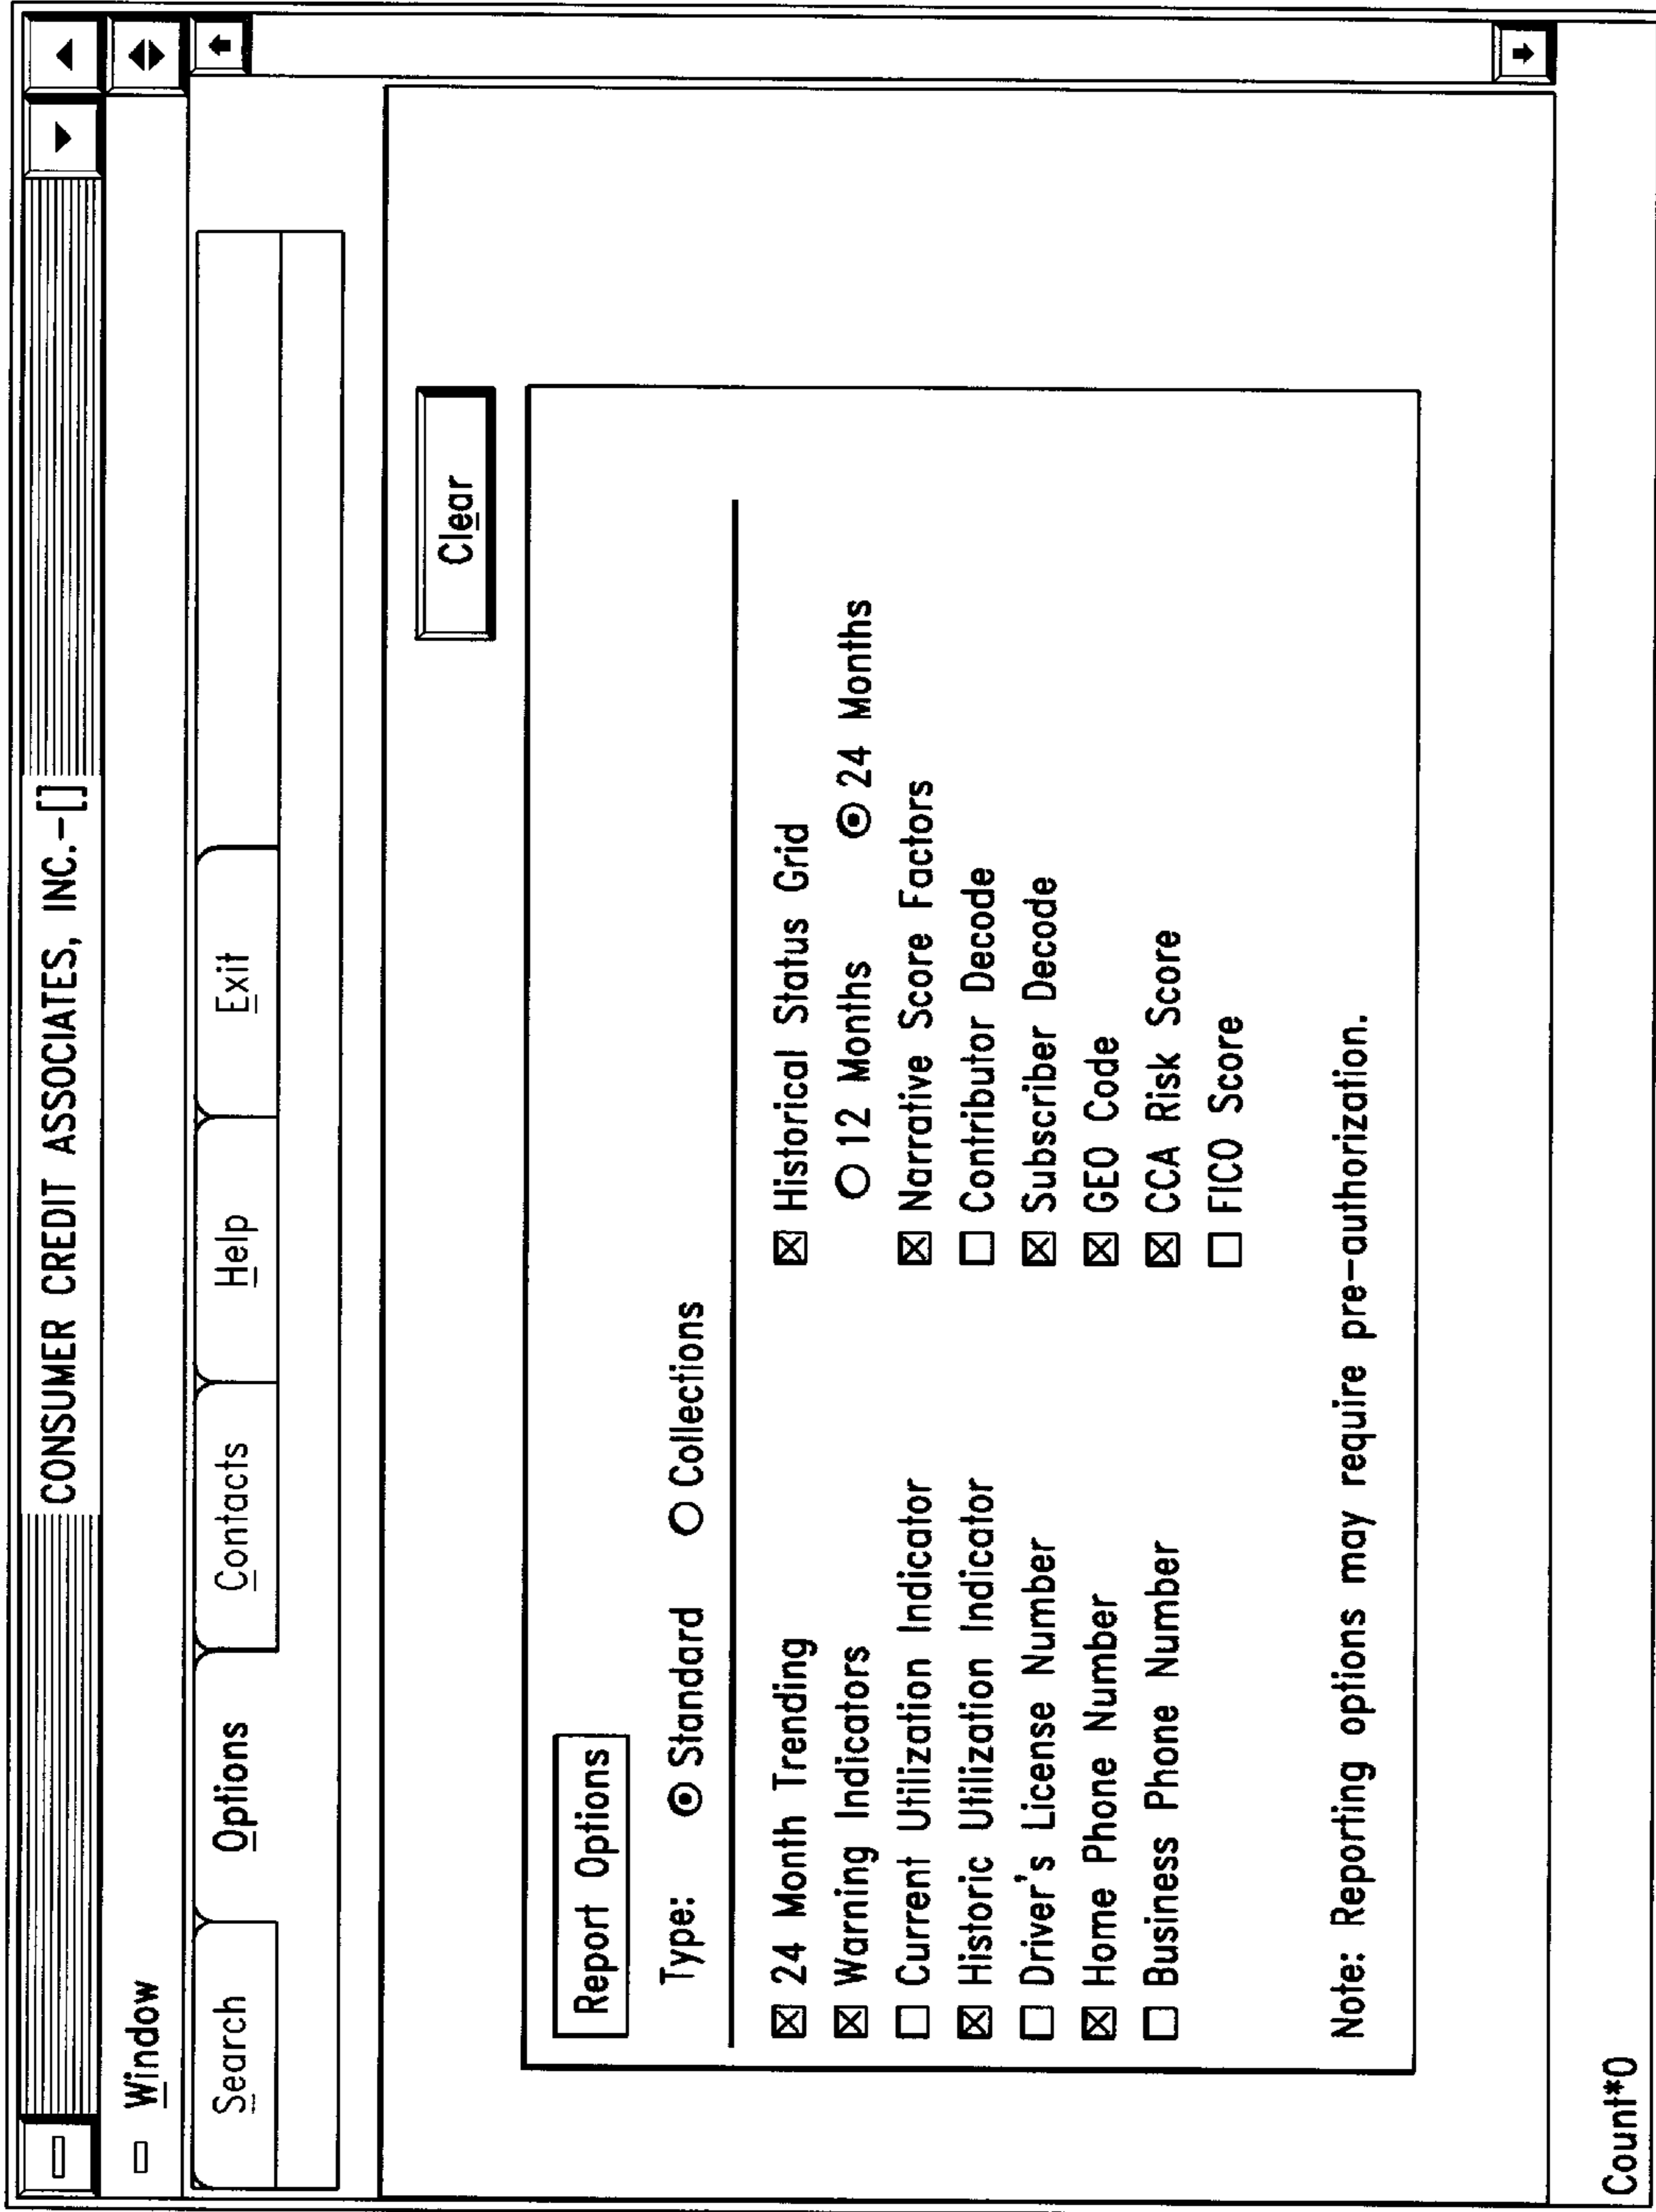 CONSUMER CREDIT ASSOCIATES, INC.-[]
Window
Search Options Contacts Help Exit
Clear
Report Options
Type: Standard Collections
24 Month Trending
Warning Indicators
Current Utilization Indicator
Historic Utilization Indicator
Driver's License Number
Home Phone Number
Business Phone Number
Historical Status Grid
12 Months 24 Months
Narrative Score Factors
Contributor Decode
Subscriber Decode
GEO Code
CCA Risk Score
FICO Score
Note: Reporting options may require pre-authorization.
Count*0